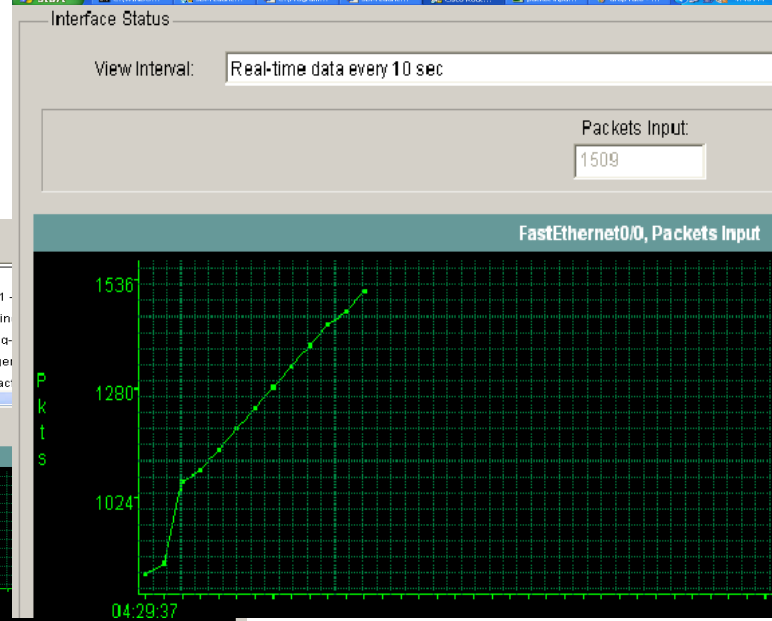 Interface Status
View Interval:
Real-time data every 10 sec
Packets Input:
1509
FastEthernet0/0, Packets Input
1536
1280
1024
Pkts
04:29:37